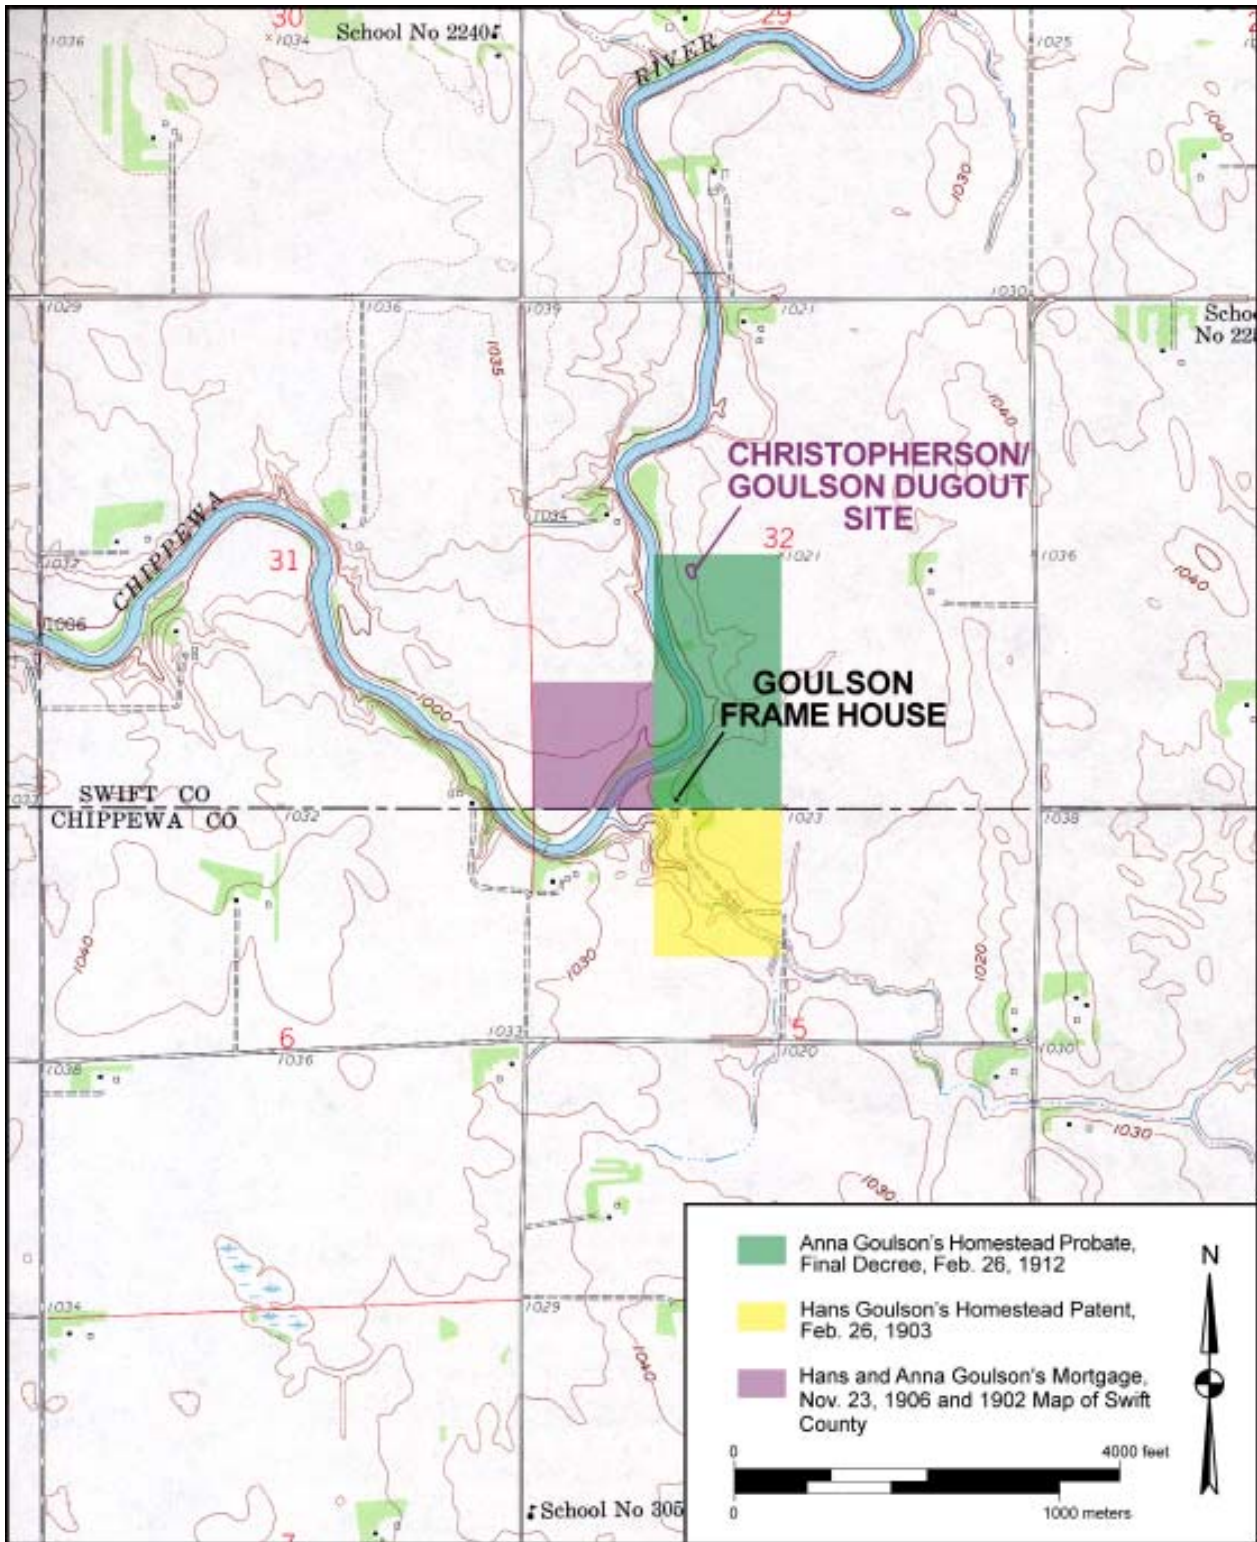 30
29
1036
1034
School No 2240
RIVER
1025
1040
1030
1029
1036
1039
1021
1030
School
No 22
1035
1040
CHRISTOPHERSON/
GOULSON DUGOUT
SITE
CHIPPEWA
1034
32
1032
31
1021
1036
1040
1006
1000
GOULSON
FRAME HOUSE
SWIFT CO
CHIPPEWA CO
1032
1023
1038
1040
1030
1020
6
1033
5
1038
1036
1020
1030
1030
1030
1034
1029
1040
Anna Goulson's Homestead Probate,
Final Decree, Feb. 26, 1912
N
Hans Goulson's Homestead Patent,
Feb. 26, 1903
Hans and Anna Goulson's Mortgage,
Nov. 23, 1906 and 1902 Map of Swift
County
0
4000 feet
0
1000 meters
School No 305
7